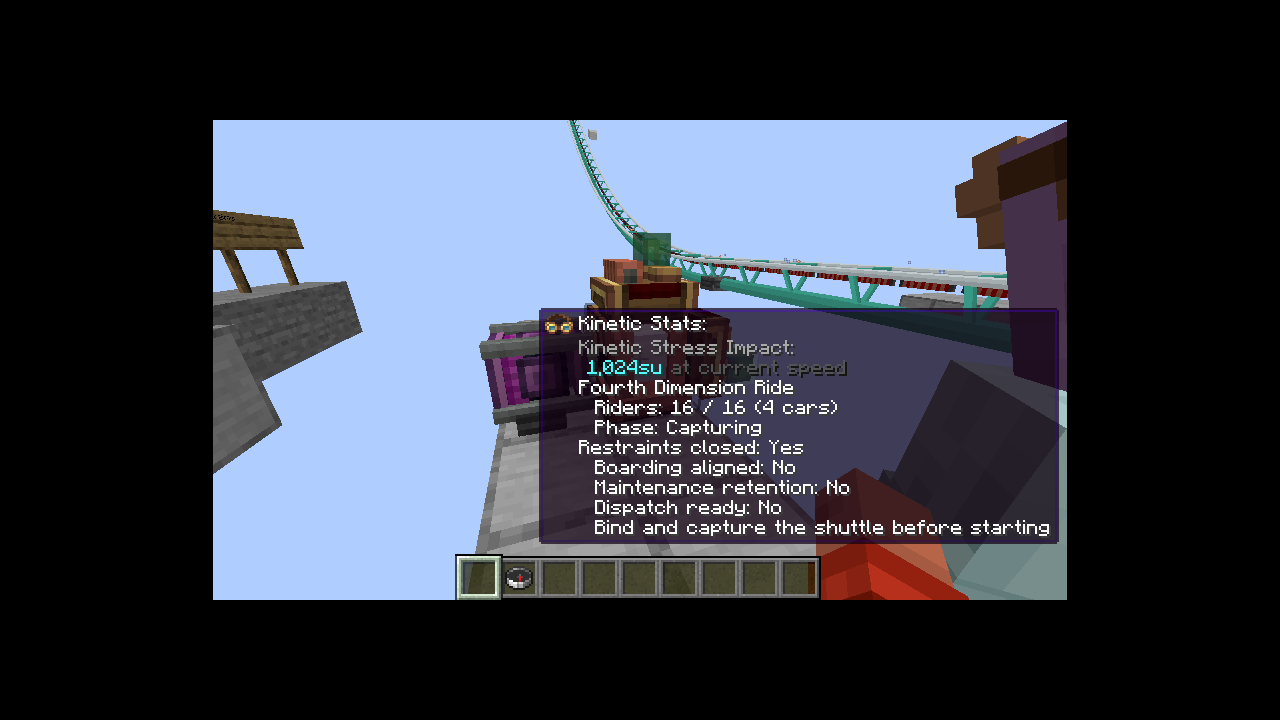 Kinetic Stats:
Kinetic Stress Impact:
1,024su at current speed
Fourth Dimension Ride
Riders: 16 / 16 (4 cars)
Phase: Capturing
Restraints closed: Yes
Boarding aligned: No
Maintenance retention: No
Dispatch ready: No
Bind and capture the shuttle before starting